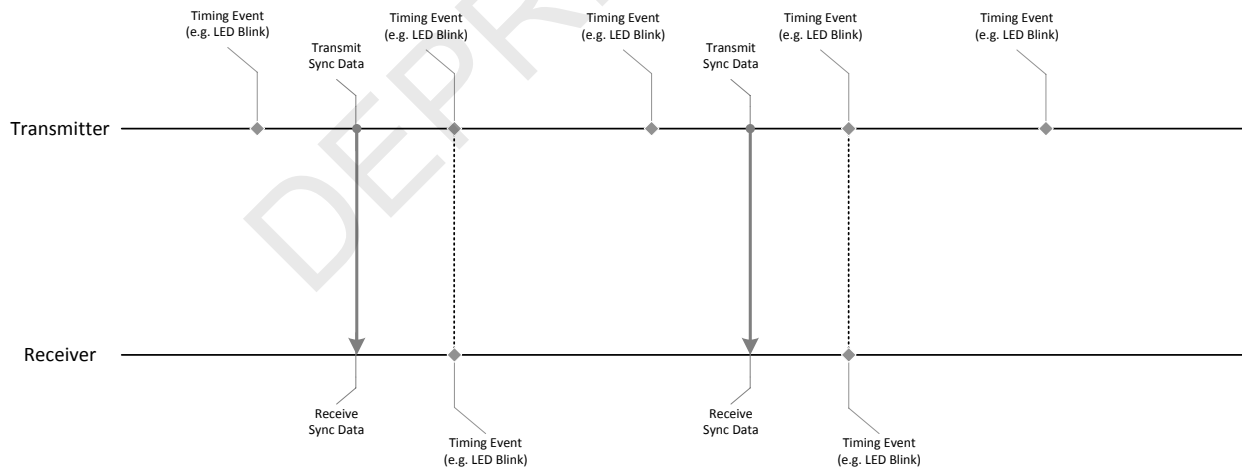 Timing Event
(e.g. LED Blink)
Transmit
Sync Data
Timing Event
(e.g. LED Blink)
Timing Event
(e.g. LED Blink)
Transmit
Sync Data
Timing Event
(e.g. LED Blink)
Timing Event
(e.g. LED Blink)
Transmitter
DEPR
Receiver
Receive
Sync Data
Timing Event
(e.g. LED Blink)
Receive
Sync Data
Timing Event
(e.g. LED Blink)